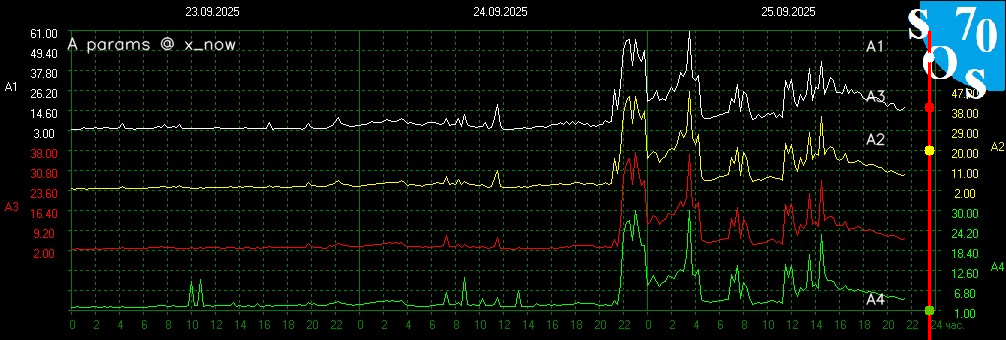 23.09.2025 24.09.2025 25.09.2025
SOS 70
A params @ x_now
A1
61.00
49.40
37.80
26.20
14.60
3.00
A3
38.00
30.80
23.60
16.40
9.20
2.00
A1
A3
A2
A4
47.00
38.00
29.00
20.00
11.00
2.00
A2
30.00
24.20
18.40
12.60
6.80
1.00
A4
0 2 4 6 8 10 12 14 16 18 20 22 0 2 4 6 8 10 12 14 16 18 20 22 0 2 4 6 8 10 12 14 16 18 20 22 24 час.